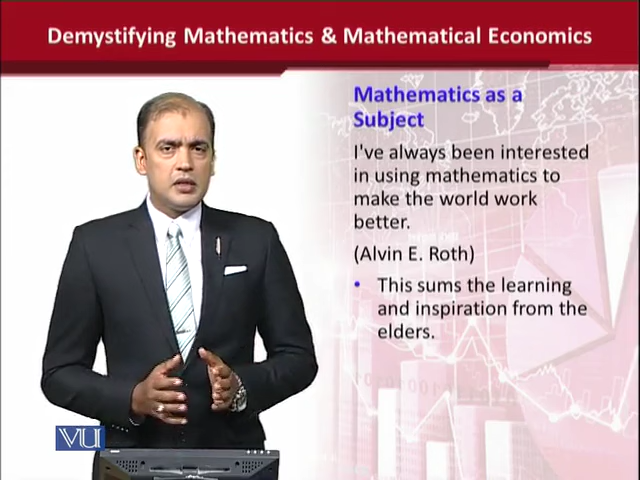 Demystifying Mathematics & Mathematical Economics
Mathematics as a
Subject
I've always been interested
in using mathematics to
make the world work
better.
(Alvin E. Roth)
• This sums the learning
and inspiration from the
elders.
VU